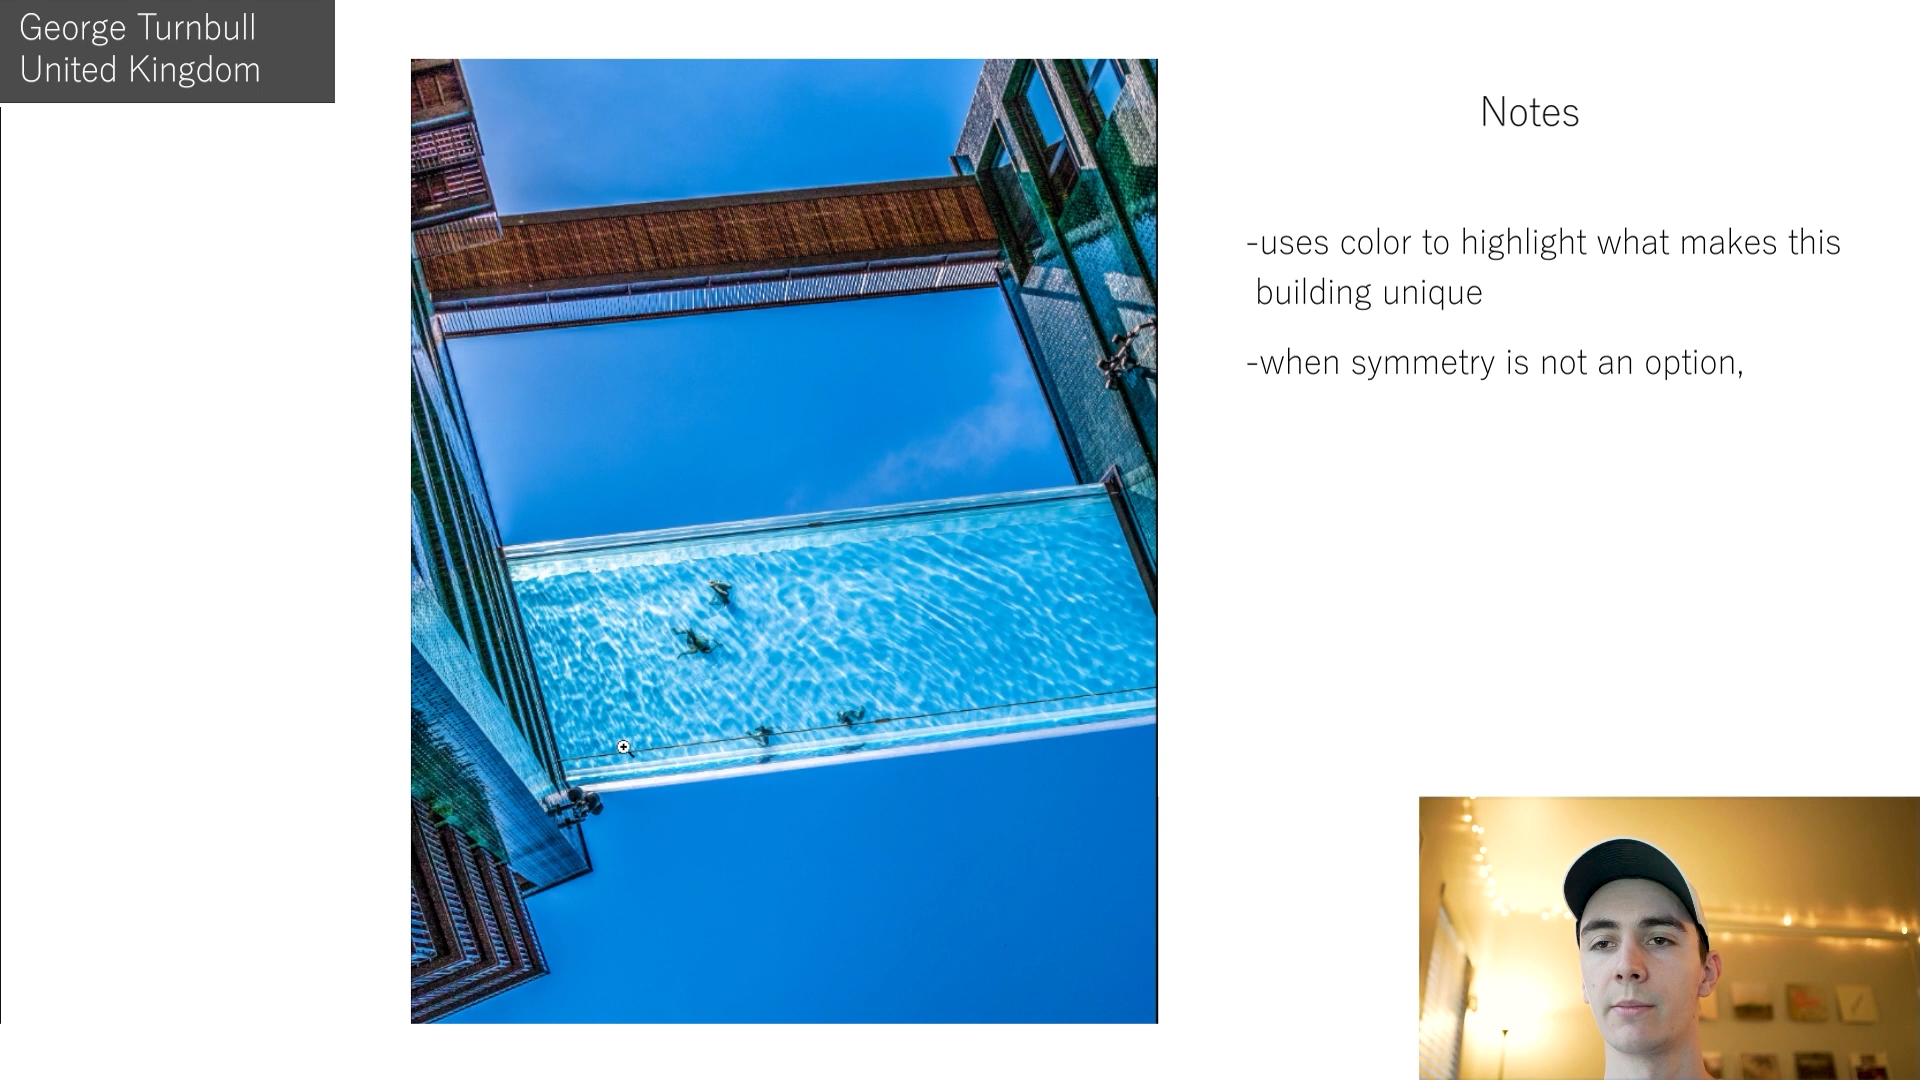 George Turnbull
United Kingdom
Notes
-uses color to highlight what makes this
building unique
-when symmetry is not an option,